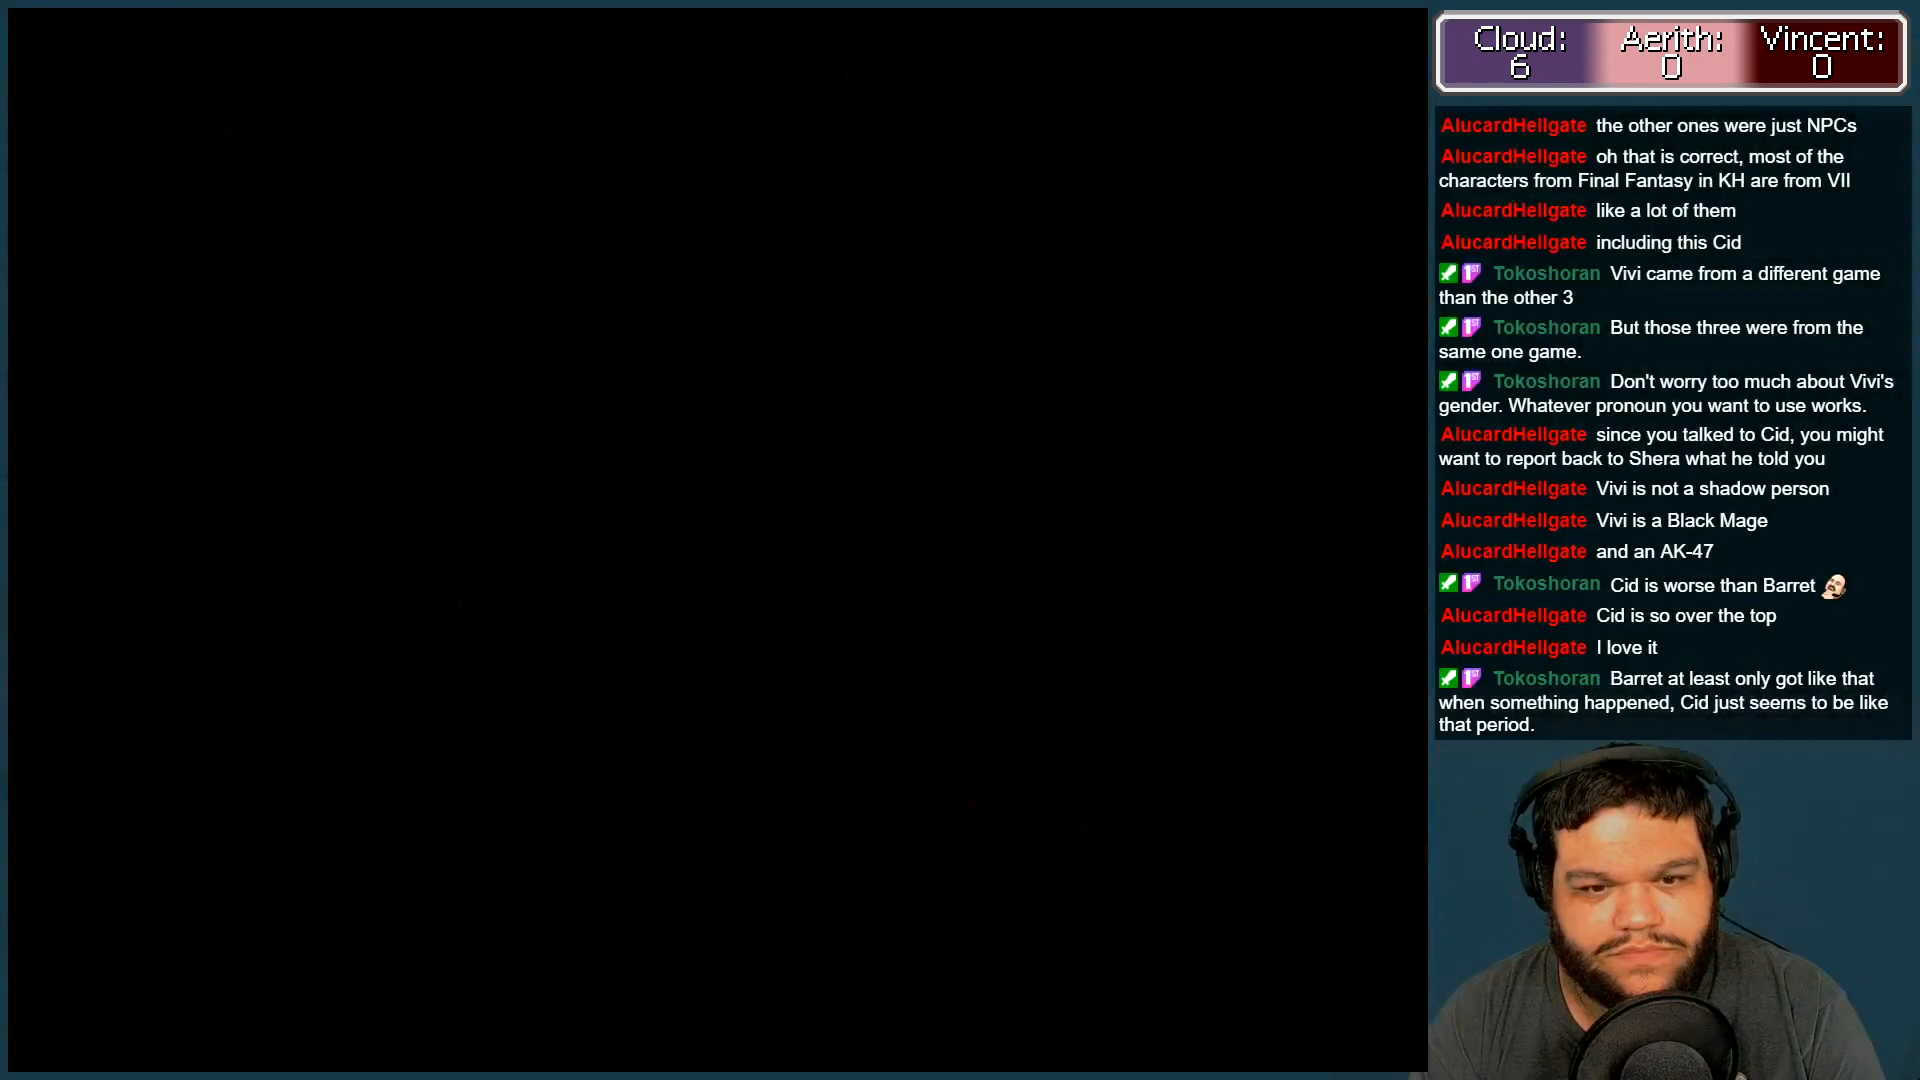 Cloud: Aerith: Vincent:
6 0 0
AlucardHellgate the other ones were just NPCs
AlucardHellgate oh that is correct, most of the
characters from Final Fantasy in KH are from VII
AlucardHellgate like a lot of them
AlucardHellgate including this Cid
1ST Tokoshoran Vivi came from a different game
than the other 3
1ST Tokoshoran But those three were from the
same one game.
1ST Tokoshoran Don't worry too much about Vivi's
gender. Whatever pronoun you want to use works.
AlucardHellgate since you talked to Cid, you might
want to report back to Shera what he told you
AlucardHellgate Vivi is not a shadow person
AlucardHellgate Vivi is a Black Mage
AlucardHellgate and an AK-47
1ST Tokoshoran Cid is worse than Barret
AlucardHellgate Cid is so over the top
AlucardHellgate I love it
1ST Tokoshoran Barret at least only got like that
when something happened, Cid just seems to be like
that period.